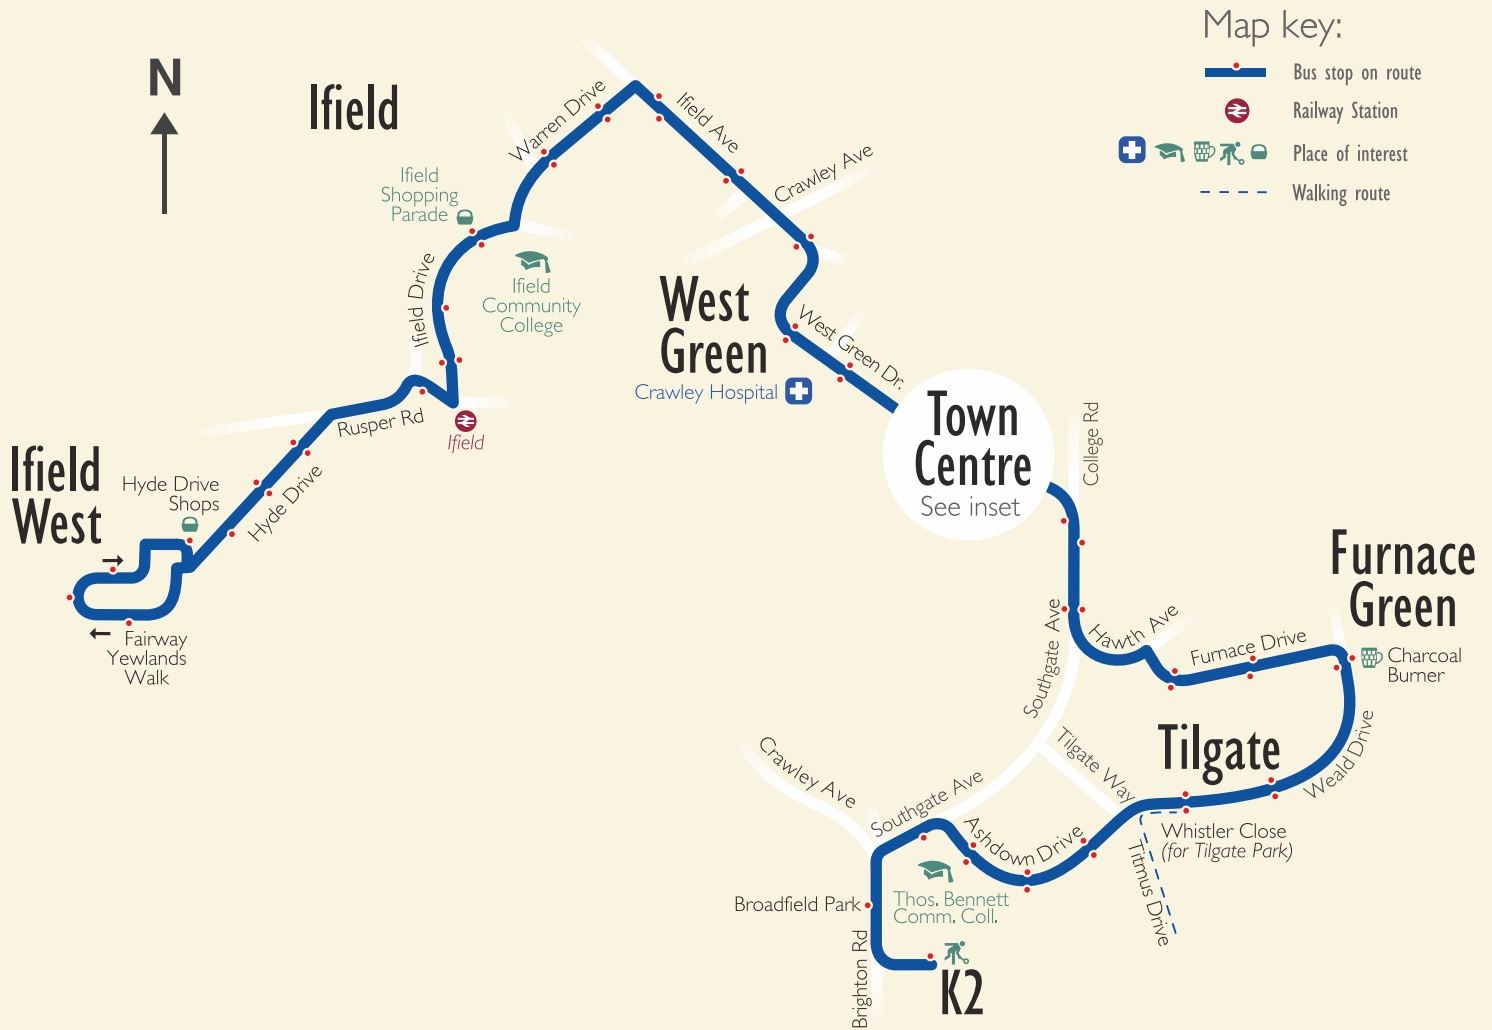 Map key:
Bus stop on route
Railway Station
Place of interest
Walking route
N
Ifield
Warren Drive
Ifield Ave
Crawley Ave
Ifield
Shopping
Parade
Ifield Drive
Ifield
Community
College
West
Green
West Green Dr.
Crawley Hospital
Rusper Rd
Ifield
Ifield
West
Hyde Drive
Shops
Hyde Drive
Fairway
Yewlands
Walk
Town
Centre
See inset
College Rd
Furnace
Green
Southgate Ave
Hawth Ave
Furnace Drive
Charcoal
Burner
Tilgate
Weald Drive
Tilgate Way
Crawley Ave
Southgate Ave
Ashdown Drive
Whistler Close
(for Tilgate Park)
Titmus Drive
Thos. Bennett
Comm. Coll.
Broadfield Park
Brighton Rd
K2